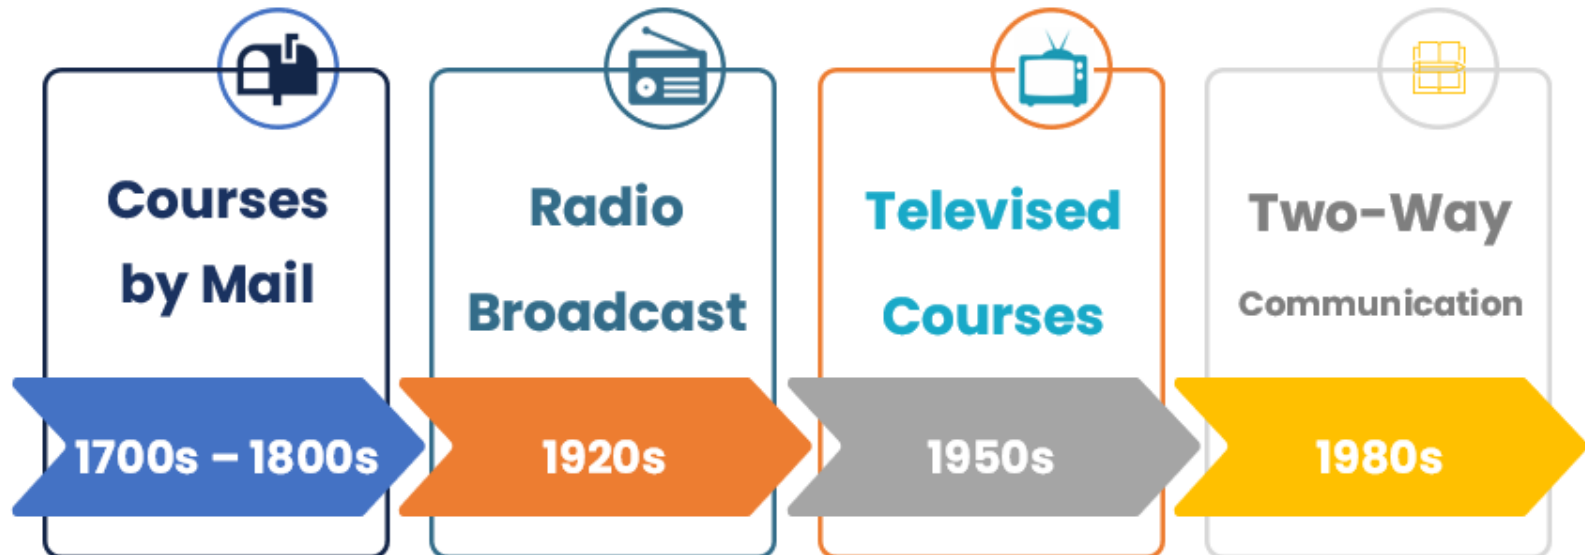 Courses
by Mail
1700s – 1800s
Radio
Broadcast
1920s
Televised
Courses
1950s
Two-Way
Communication
1980s